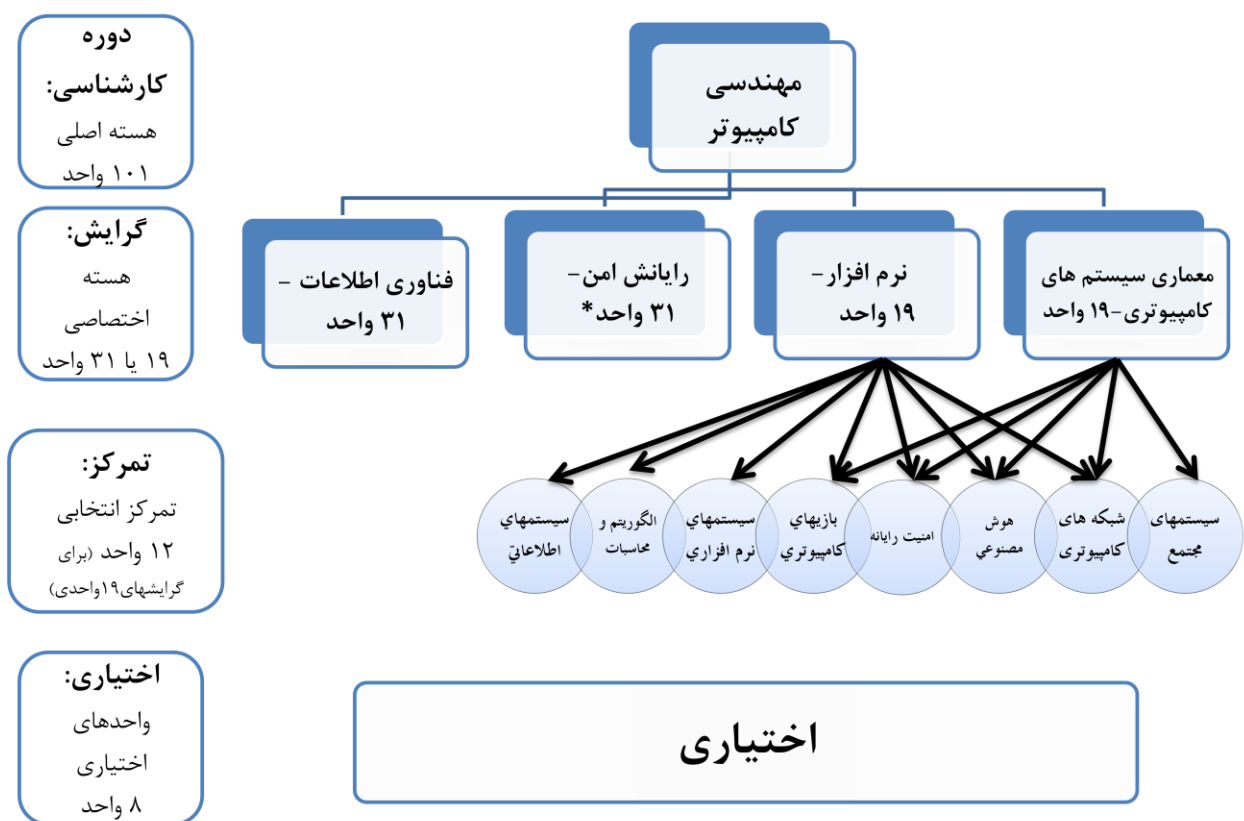 دوره
کارشناسی:
هسته اصلی
۱۰۱ واحد
مهندسی
کامپیوتر
گرایش:
هسته
اختصاصی
۱۹ یا ۳۱ واحد
معماری سیستم های
کامپیوتری-۱۹ واحد
نرم افزار-
۱۹ واحد
رایانش امن-
۳۱ واحد*
فناوری اطلاعات -
۳۱ واحد
تمرکز:
تمرکز انتخابی
۱۲ واحد (برای
گرایشهای۱۹واحدی)
سیستمهای
مجتمع
شبکه های
کامپیوتری
هوش
مصنوعي
امنیت رایانه
بازیهاي
کامپیوتري
سیستمهاي
نرم افزاري
الگوریتم و
محاسبات
سیستمهاي
اطلاعاتي
اختیاری:
واحدهای
اختیاری
۸ واحد
اختیاری